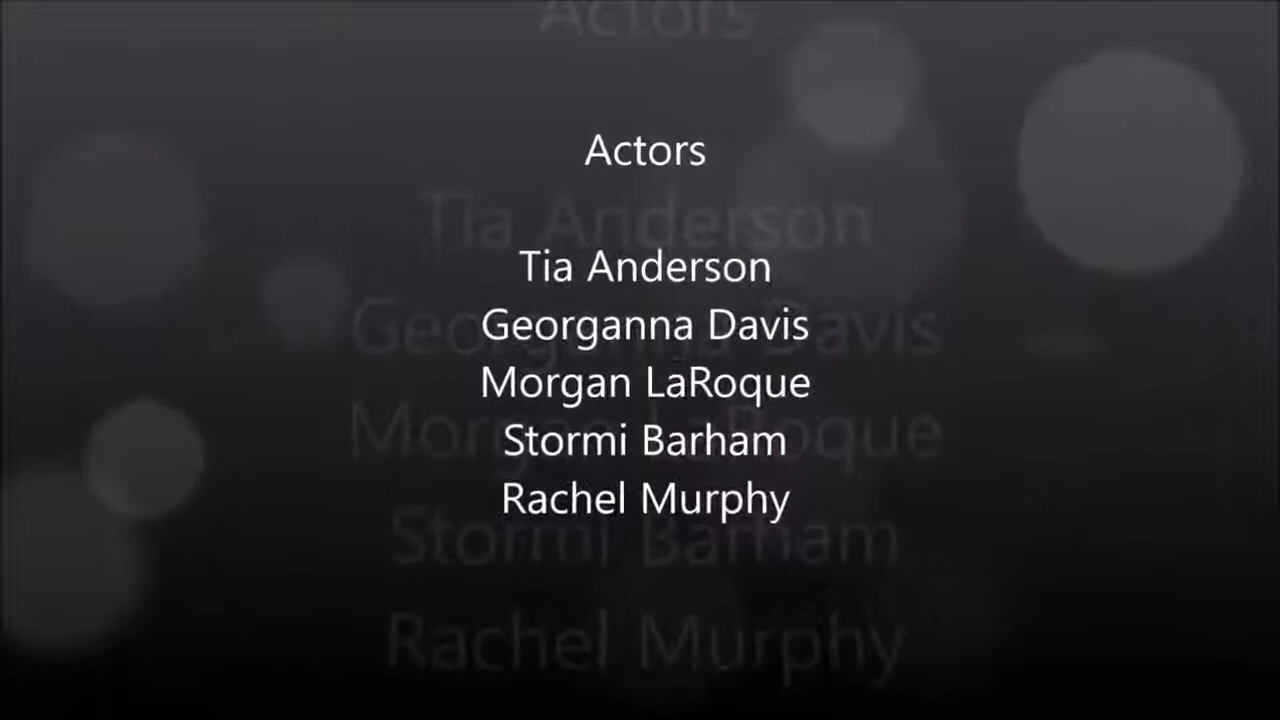 Actors
Tia Anderson
Georganna Davis
Morgan LaRoque
Stormi Barham
Rachel Murphy